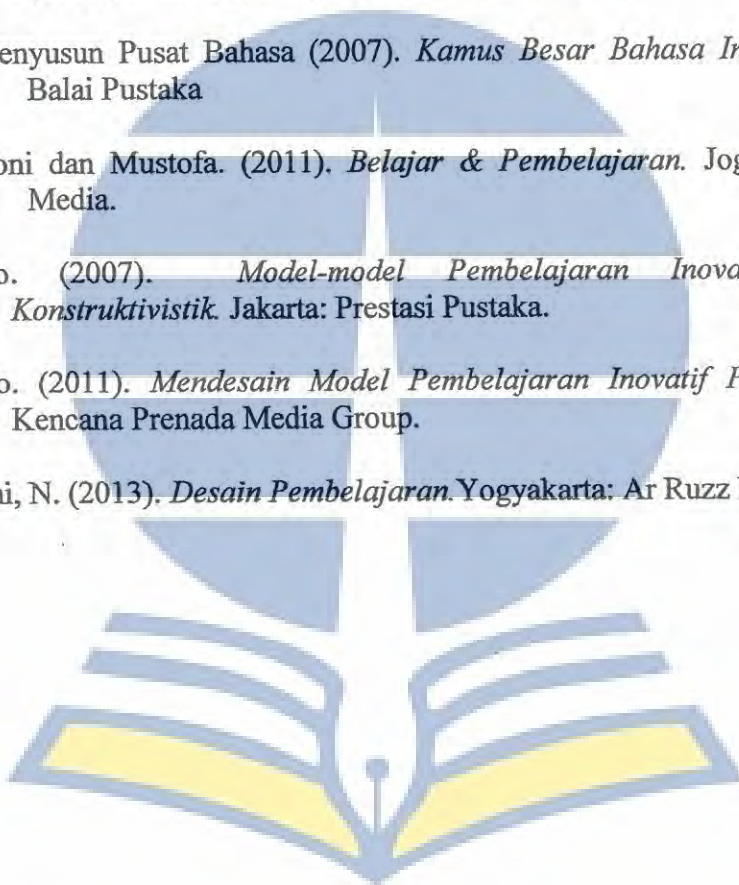 enyusun Pusat Bahasa (2007). Kamus Besar Bahasa In
Balai Pustaka
oni dan Mustofa. (2011). Belajar & Pembelajaran. Jog
Media.
o. (2007). Model-model Pembelajaran Inova
Konstruktivistik. Jakarta: Prestasi Pustaka.
o. (2011). Mendesain Model Pembelajaran Inovatif P
Kencana Prenada Media Group.
ni, N. (2013). Desain Pembelajaran.Yogyakarta: Ar Ruzz